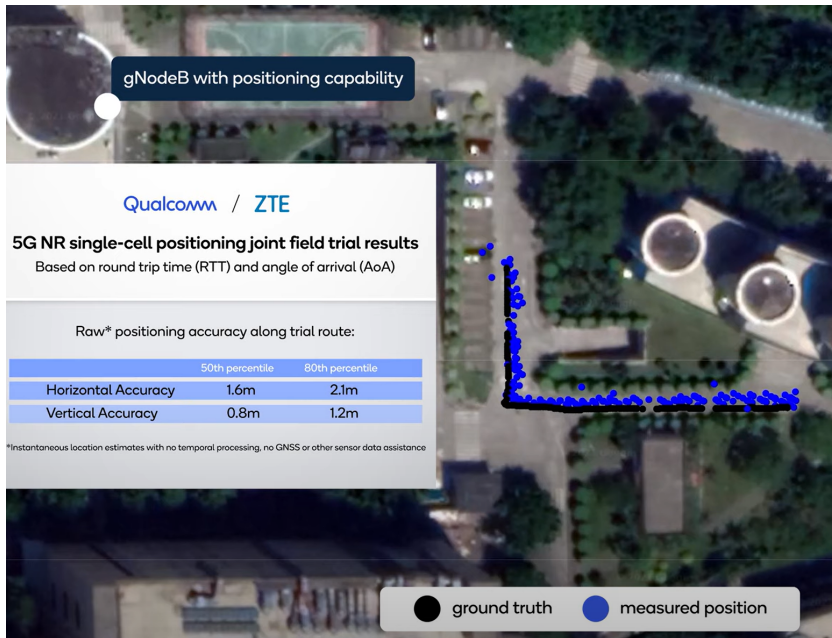 gNodeB with positioning capability
Qualcomm / ZTE
5G NR single-cell positioning joint field trial results
Based on round trip time (RTT) and angle of arrival (AoA)
Raw* positioning accuracy along trial route:
50th percentile 80th percentile
Horizontal Accuracy 1.6m 2.1m
Vertical Accuracy 0.8m 1.2m
*Instantaneous location estimates with no temporal processing, no GNSS or other sensor data assistance
ground truth measured position